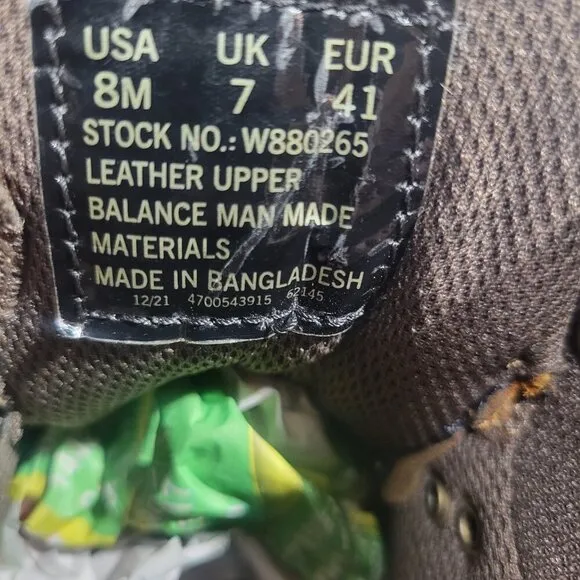 USA UK EUR
8M 7 41
STOCK NO.: W880265
LEATHER UPPER
BALANCE MAN MADE
MATERIALS
MADE IN BANGLADESH
12/21 4700543915 62145